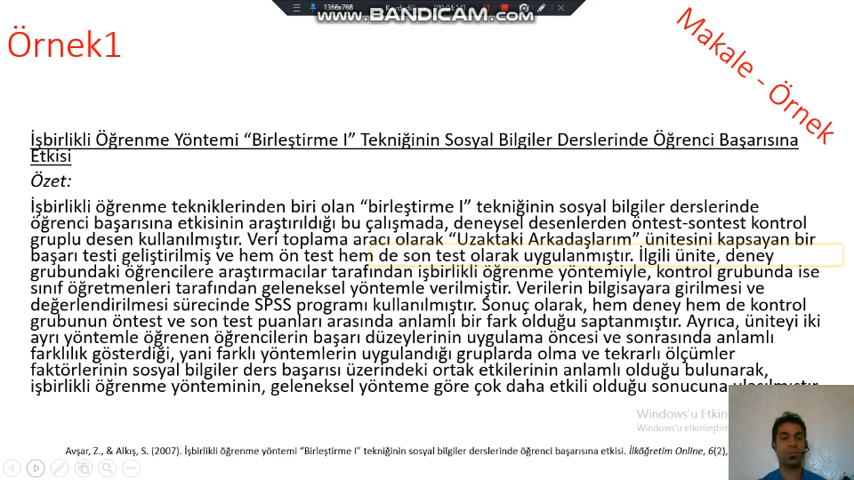 1366x768
www.BANDICAM.com
Örnek1
Makale - Örnek
İşbirlikli Öğrenme Yöntemi “Birleştirme I” Tekniğinin Sosyal Bilgiler Derslerinde Öğrenci Başarısına
Etkisi
Özet:
İşbirlikli öğrenme tekniklerinden biri olan “birleştirme I” tekniğinin sosyal bilgiler derslerinde
öğrenci başarısına etkisinin araştırıldığı bu çalışmada, deneysel desenlerden öntest-sontest kontrol
gruplu desen kullanılmıştır. Veri toplama aracı olarak “Uzaktaki Arkadaşlarım” ünitesini kapsayan bir
başarı testi geliştirilmiş ve hem ön test hem de son test olarak uygulanmıştır. İlgili ünite, deney
grubundaki öğrencilere araştırmacılar tarafından işbirlikli öğrenme yöntemiyle, kontrol grubunda ise
sınıf öğretmenleri tarafından geleneksel yöntemle verilmiştir. Verilerin bilgisayara girilmesi ve
değerlendirilmesi sürecinde SPSS programı kullanılmıştır. Sonuç olarak, hem deney hem de kontrol
grubunun öntest ve son test puanları arasında anlamlı bir fark olduğu saptanmıştır. Ayrıca, üniteyi iki
ayrı yöntemle öğrenen öğrencilerin başarı düzeylerinin uygulama öncesi ve sonrasında anlamlı
farklılık gösterdiği, yani farklı yöntemlerin uygulandığı gruplarda olma ve tekrarlı ölçümler
faktörlerinin sosyal bilgiler ders başarısı üzerindeki ortak etkilerinin anlamlı olduğu bulunarak,
işbirlikli öğrenme yönteminin, geleneksel yönteme göre çok daha etkili olduğu sonucuna ulaşılmıştır.
Windows'u Etkin
Windows'u etkinleştirm
Avşar, Z., & Alkış, S. (2007). İşbirlikli öğrenme yöntemi “Birleştirme I” tekniğinin sosyal bilgiler derslerinde öğrenci başarısına etkisi. İlköğretim Online, 6(2),